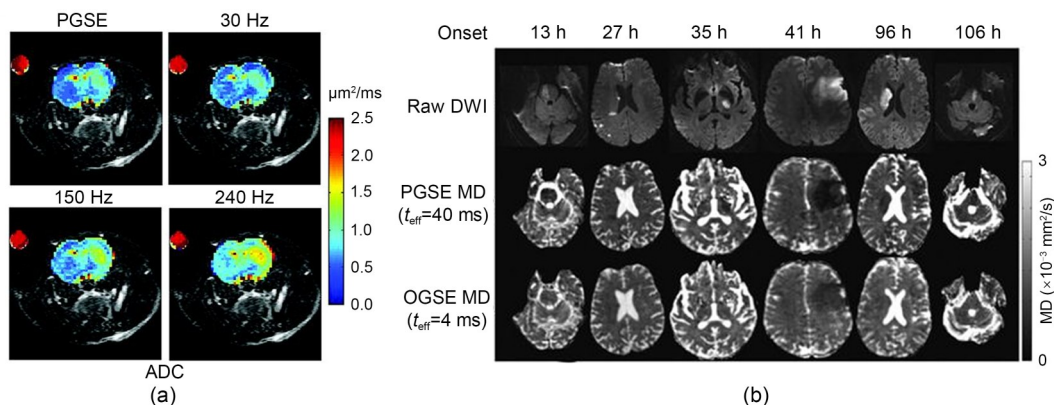 (a)
PGSE 30 Hz
μm²/ms
2.5
2.0
1.5
1.0
0.5
0.0
150 Hz 240 Hz
ADC
(a)
(b)
Onset 13 h 27 h 35 h 41 h 96 h 106 h
Raw DWI
PGSE MD
(teff=40 ms)
OGSE MD
(teff=4 ms)
3
MD (×10⁻³ mm²/s)
0
(b)